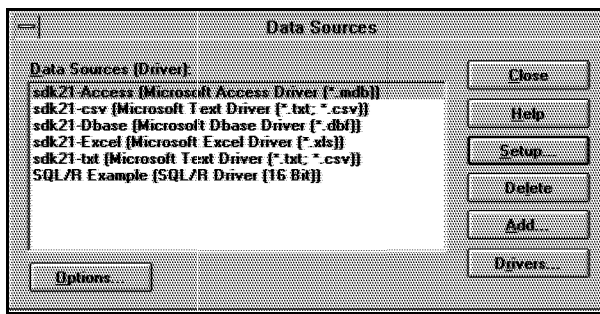 Data Sources
Data Sources (Driver):
sdk21-Access (Microsoft Access Driver (*.mdb))
sdk21-csv (Microsoft Text Driver (*.txt; *.csv))
sdk21-Dbase (Microsoft Dbase Driver (*.dbf))
sdk21-Excel (Microsoft Excel Driver (*.xls))
sdk21-txt (Microsoft Text Driver (*.txt; *.csv))
SQL/R Example (SQL/R Driver (16 Bit))
Close
Help
Setup...
Delete
Add...
Drivers...
Options...